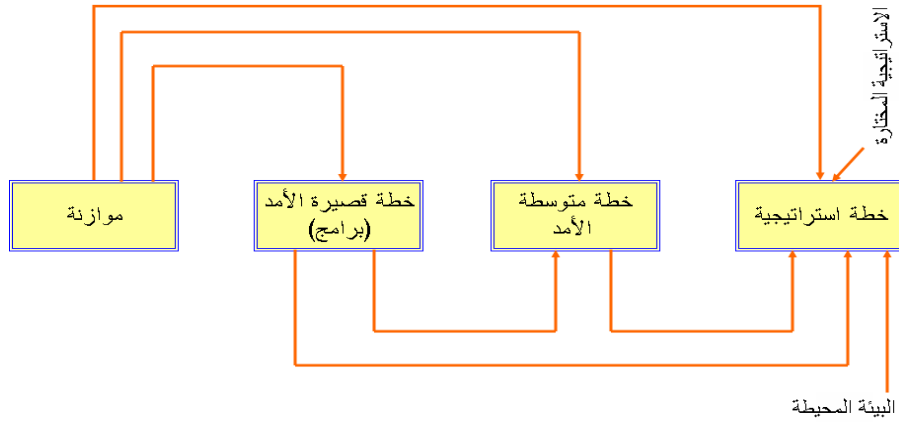 الاستراتيجية المختارة
خطة استراتيجية
خطة متوسطة
الأمد
خطة قصيرة الأمد
(برامج)
موازنة
البيئة المحيطة